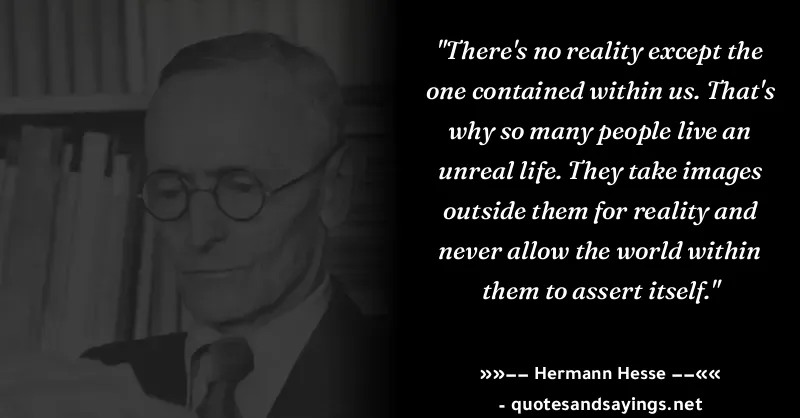 "There's no reality except the
one contained within us. That's
why so many people live an
unreal life. They take images
outside them for reality and
never allow the world within
them to assert itself."
»»–– Hermann Hesse ––««
- quotesandsayings.net